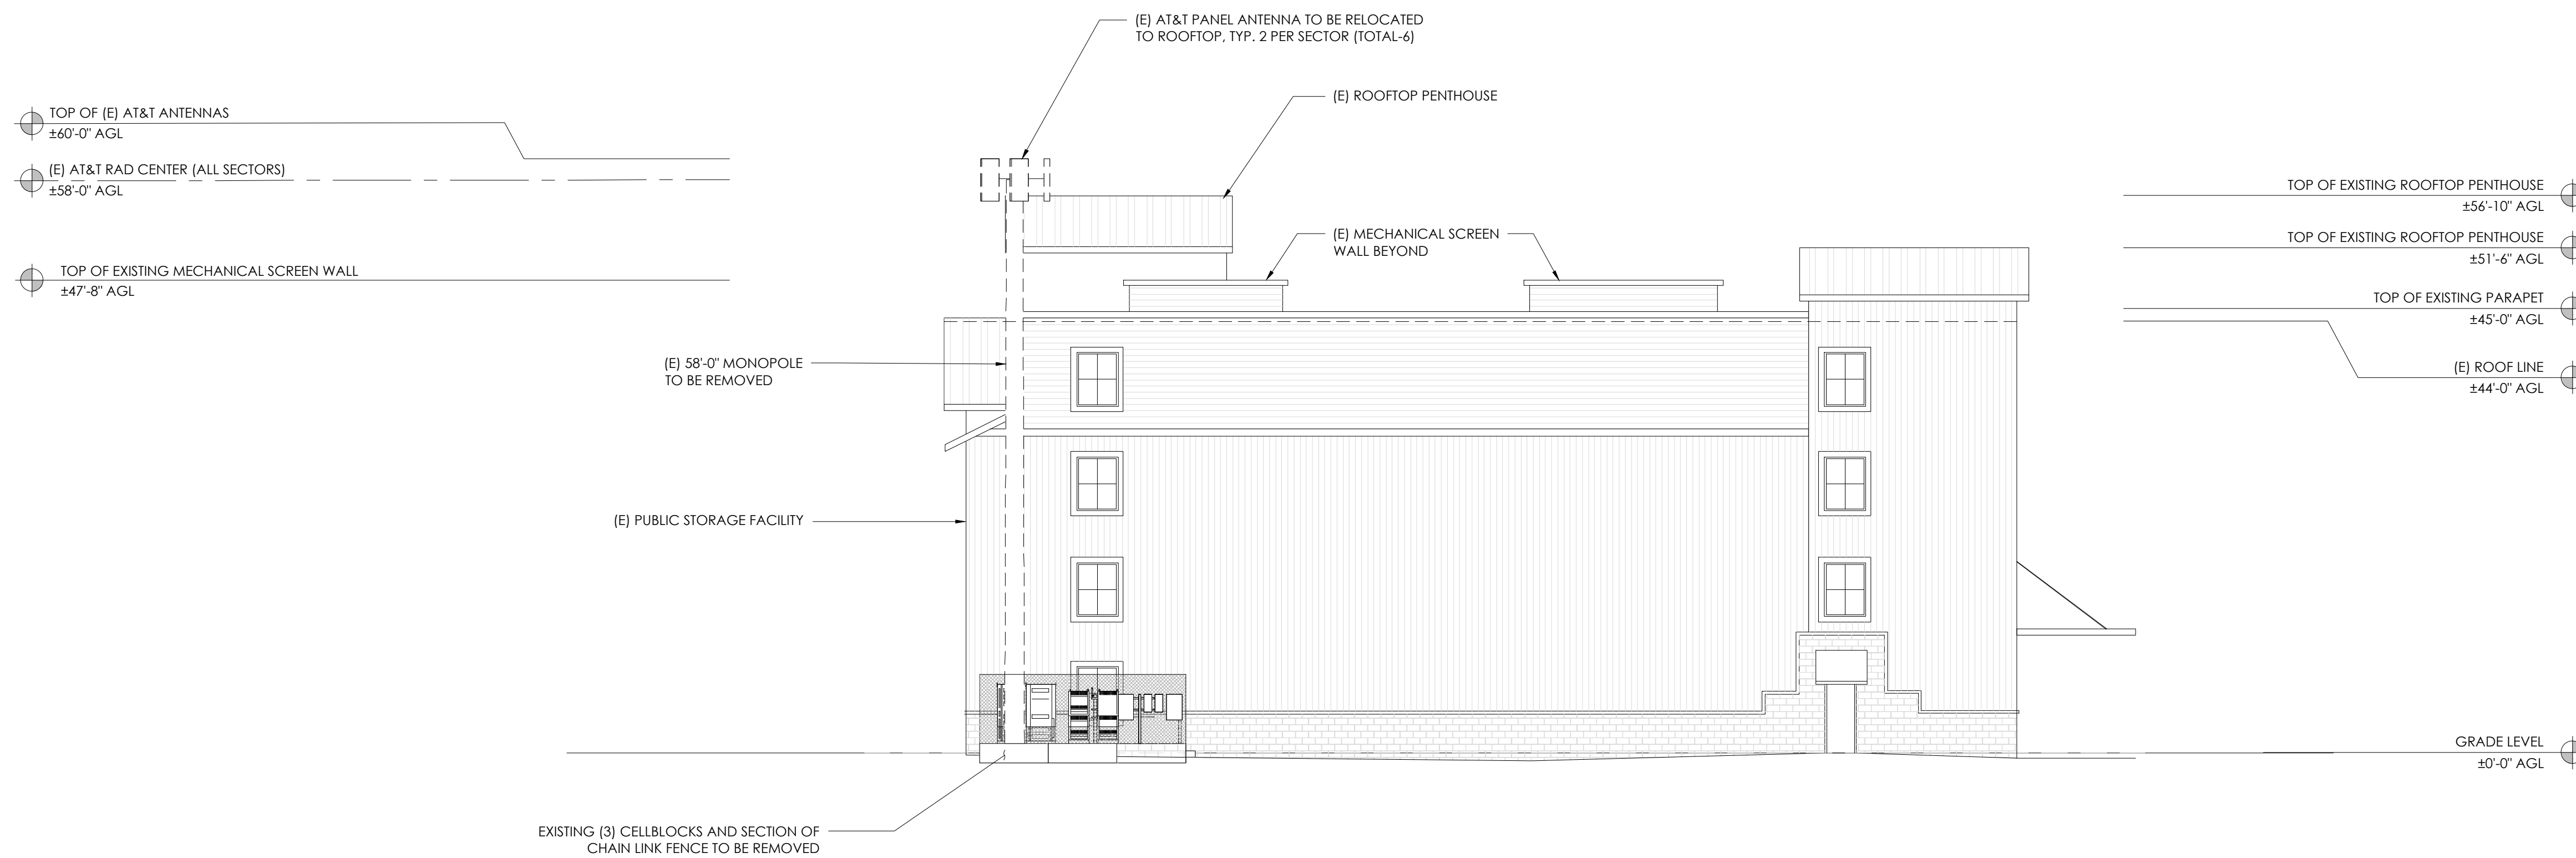 (E) AT&T PANEL ANTENNA TO BE RELOCATED
TO ROOFTOP, TYP. 2 PER SECTOR (TOTAL-6)
(E) ROOFTOP PENTHOUSE
TOP OF (E) AT&T ANTENNAS
±60'-0" AGL
(E) AT&T RAD CENTER (ALL SECTORS)
±58'-0" AGL
TOP OF EXISTING ROOFTOP PENTHOUSE
±56'-10" AGL
(E) MECHANICAL SCREEN
WALL BEYOND
TOP OF EXISTING ROOFTOP PENTHOUSE
±51'-6" AGL
TOP OF EXISTING MECHANICAL SCREEN WALL
±47'-8" AGL
TOP OF EXISTING PARAPET
±45'-0" AGL
(E) 58'-0" MONOPOLE
TO BE REMOVED
(E) ROOF LINE
±44'-0" AGL
(E) PUBLIC STORAGE FACILITY
GRADE LEVEL
±0'-0" AGL
EXISTING (3) CELLBLOCKS AND SECTION OF
CHAIN LINK FENCE TO BE REMOVED